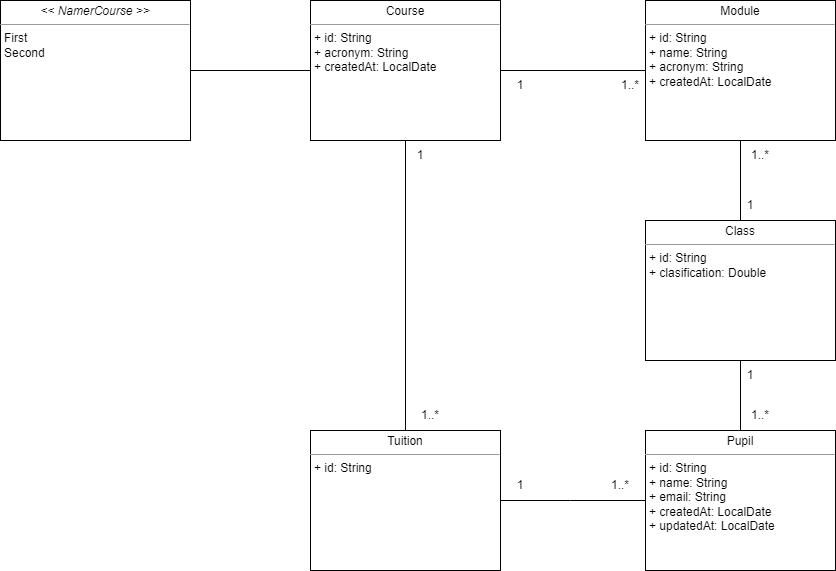 << NamerCourse >>
First
Second
Course
+ id: String
+ acronym: String
+ createdAt: LocalDate
Module
+ id: String
+ name: String
+ acronym: String
+ createdAt: LocalDate
1
1..*
1
1..*
1
Class
+ id: String
+ clasification: Double
1
1..*
1..*
Tuition
+ id: String
1
1..*
Pupil
+ id: String
+ name: String
+ email: String
+ createdAt: LocalDate
+ updatedAt: LocalDate